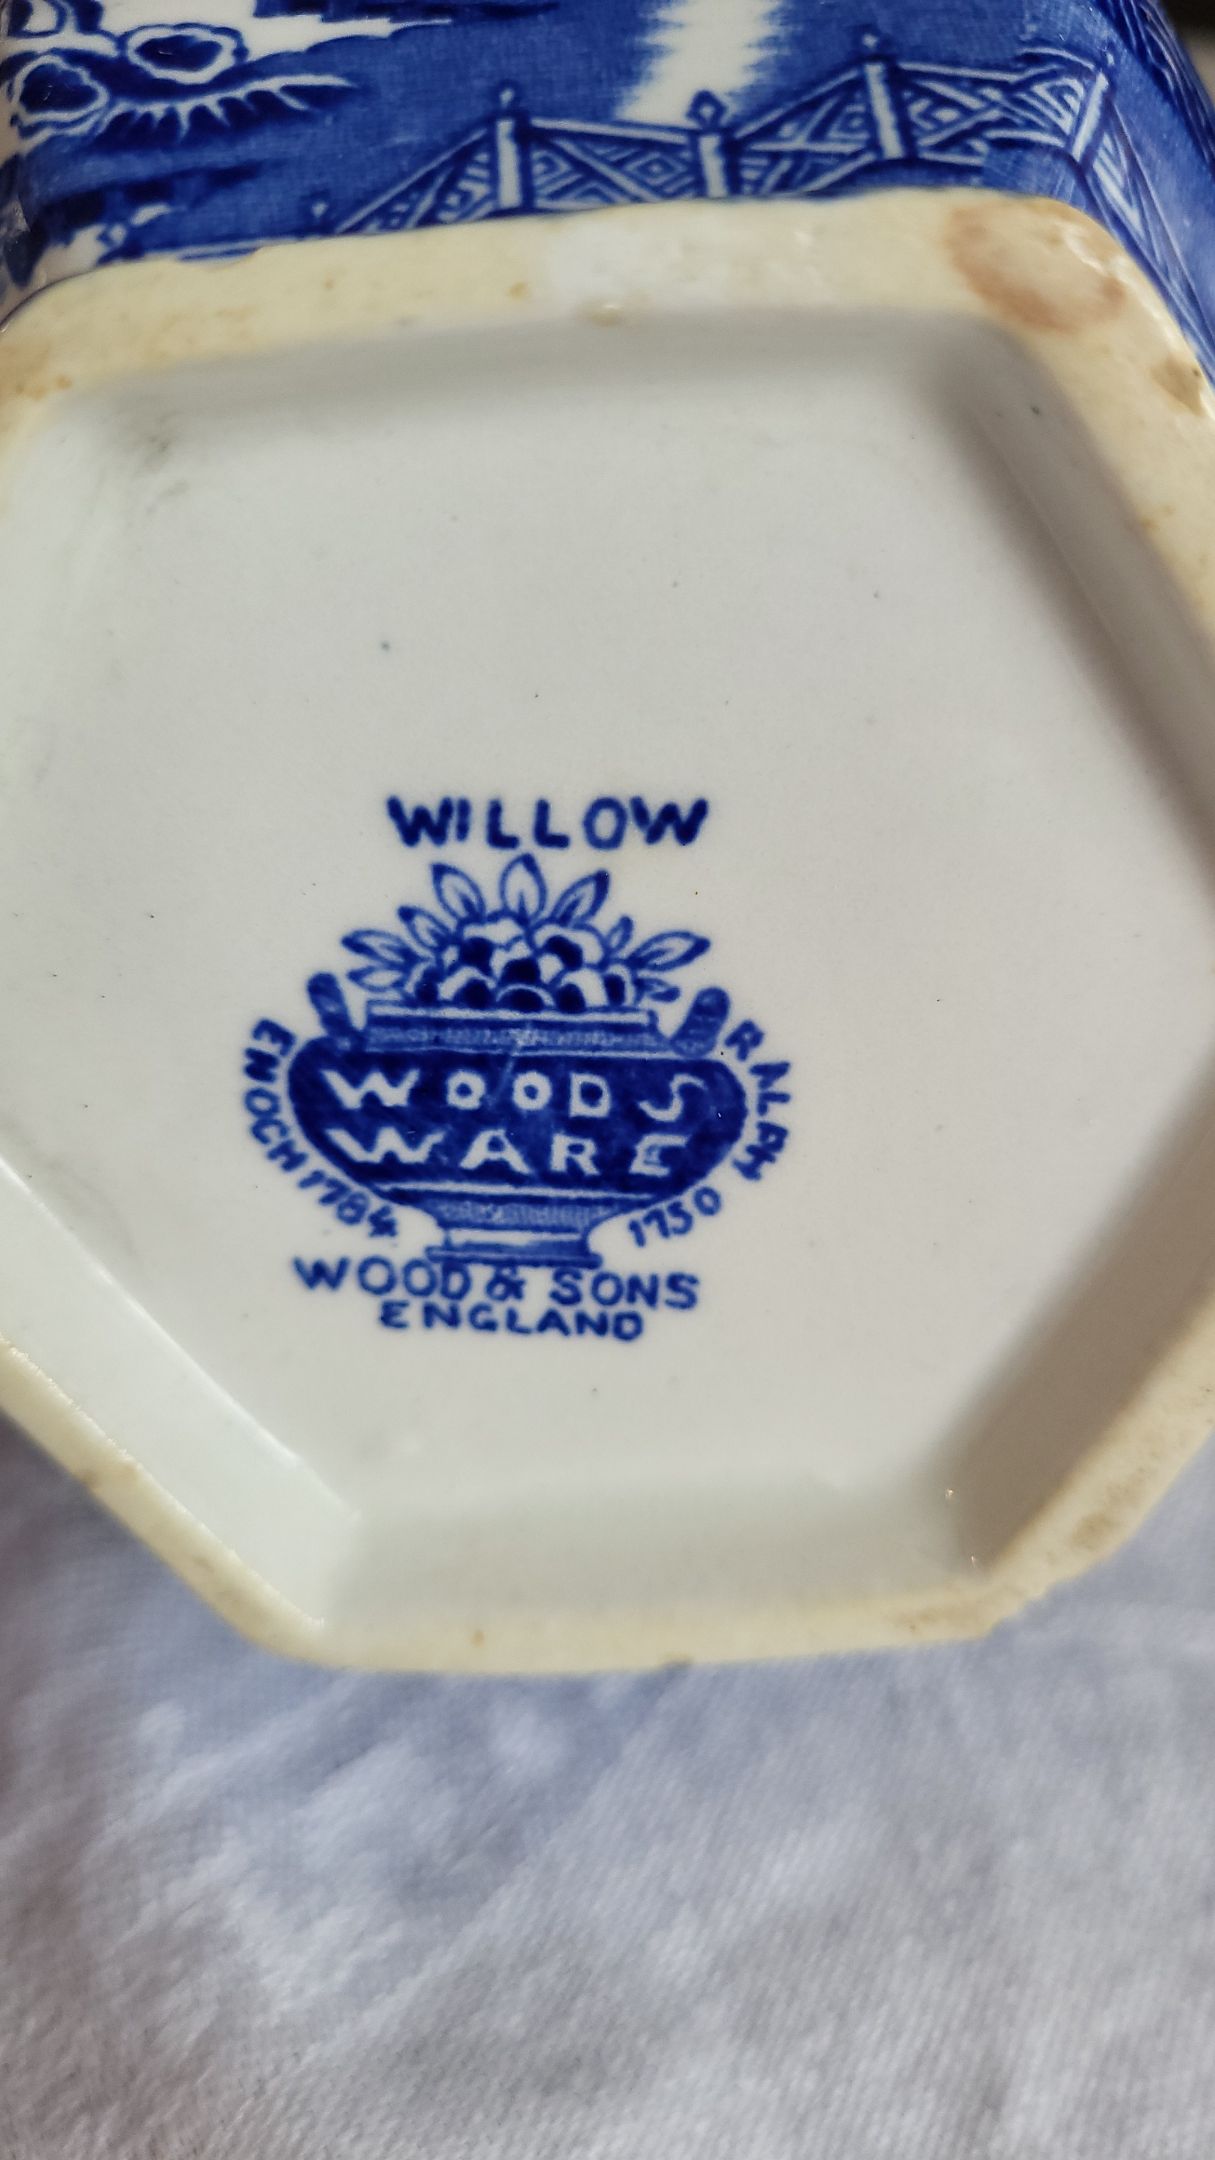 WILLOW
WOODS
WARE
ENOCH 1784
RALPH 1750
WOOD & SONS
ENGLAND